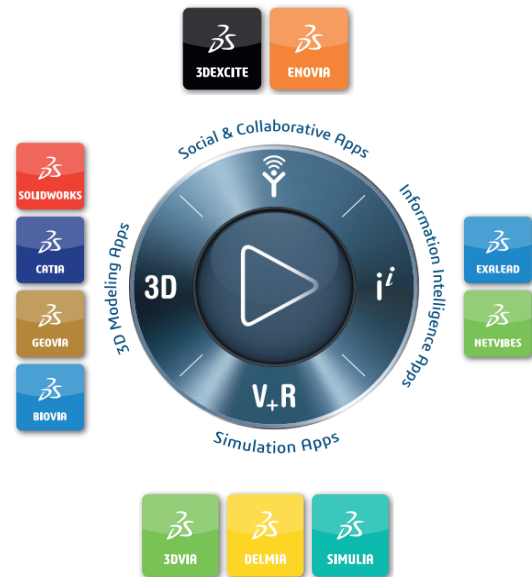 3DEXCITE
ENOVIA
Social & Collaborative Apps
SOLIDWORKS
CATIA
GEOVIA
BIOVIA
3D Modeling Apps
3D
i i
Information Intelligence Apps
EXALEAD
NETVIBES
V+R
Simulation Apps
3DVIA
DELMIA
SIMULIA